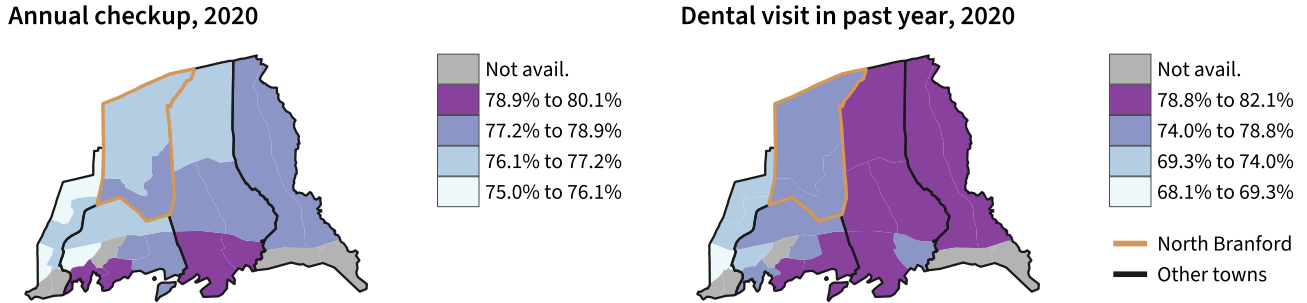 Annual checkup, 2020
Not avail.
78.9% to 80.1%
77.2% to 78.9%
76.1% to 77.2%
75.0% to 76.1%
Dental visit in past year, 2020
Not avail.
78.8% to 82.1%
74.0% to 78.8%
69.3% to 74.0%
68.1% to 69.3%
North Branford
Other towns